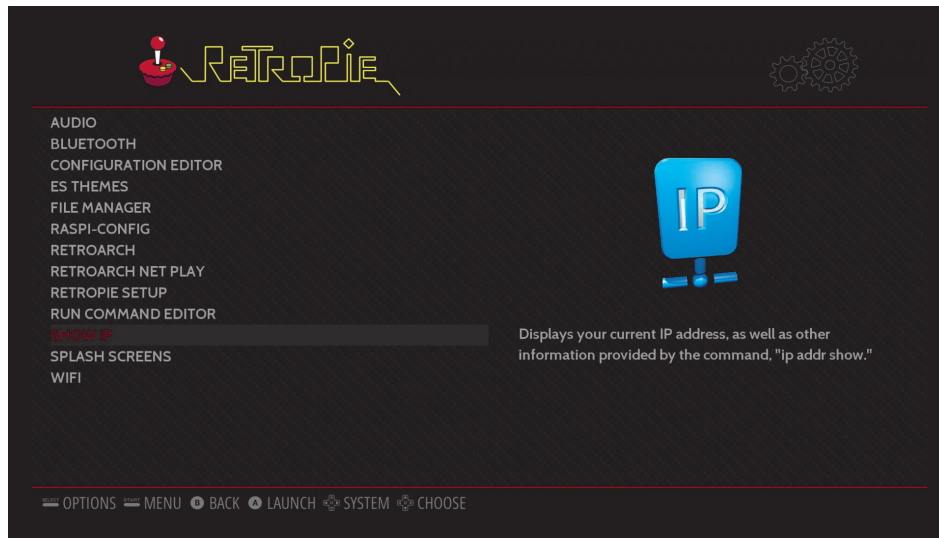 RETROPIE
AUDIO
BLUETOOTH
CONFIGURATION EDITOR
ES THEMES
FILE MANAGER
RASPI-CONFIG
RETROARCH
RETROARCH NET PLAY
RETROPIE SETUP
RUN COMMAND EDITOR
SHOW IP
SPLASH SCREENS
WIFI
IP
Displays your current IP address, as well as other
information provided by the command, "ip addr show."
SELECT OPTIONS START MENU B BACK A LAUNCH SYSTEM CHOOSE